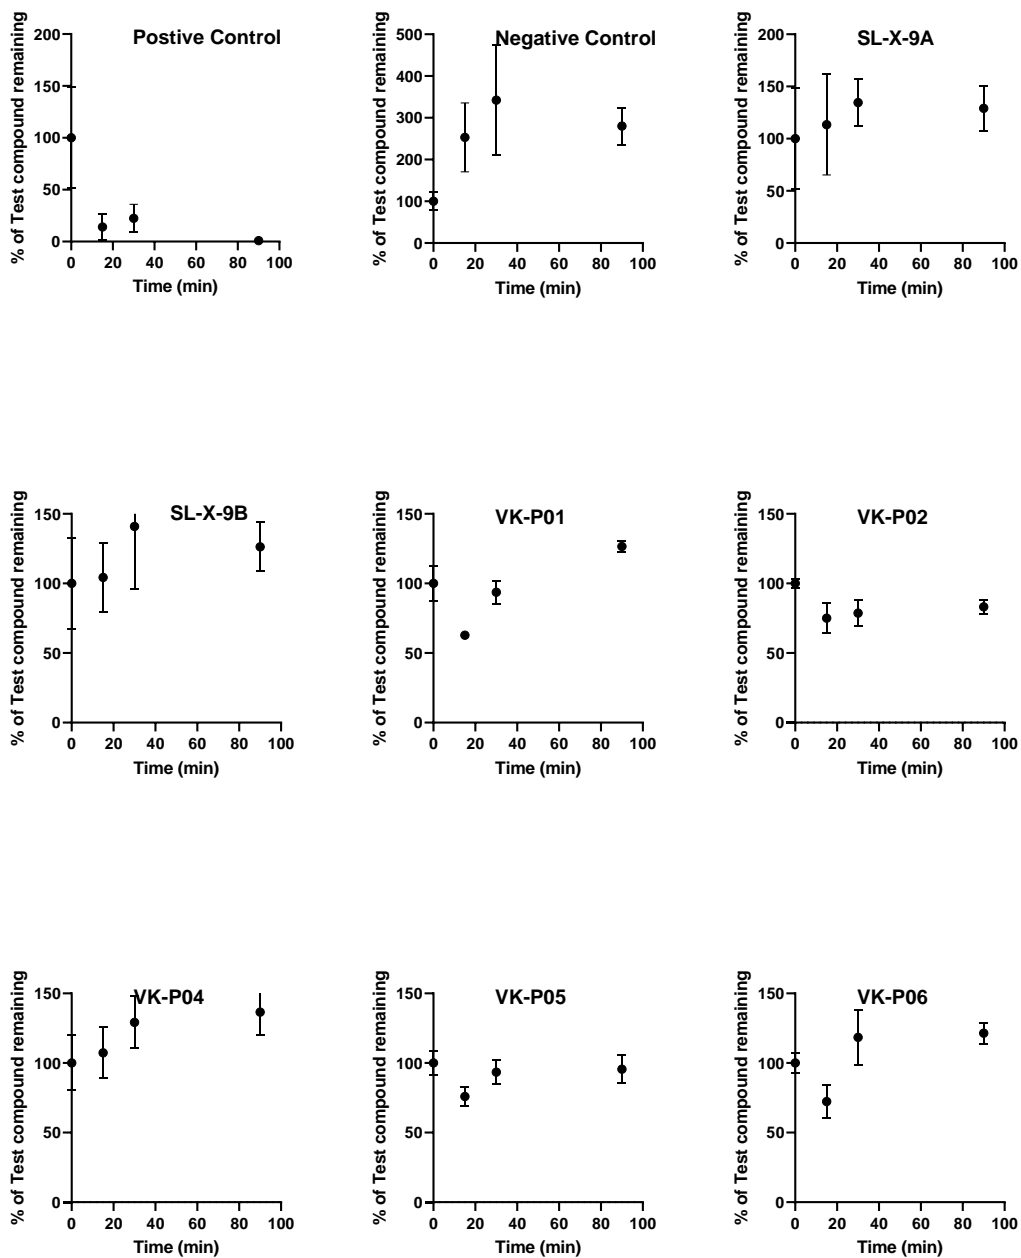 Postive Control
% of Test compound remaining
200
150
100
50
0
0 20 40 60 80 100
Time (min)
Negative Control
% of Test compound remaining
500
400
300
200
100
0
0 20 40 60 80 100
Time (min)
SL-X-9A
% of Test compound remaining
200
150
100
50
0
0 20 40 60 80 100
Time (min)
SL-X-9B
% of Test compound remaining
150
100
50
0
0 20 40 60 80 100
Time (min)
VK-P01
% of Test compound remaining
150
100
50
0
0 20 40 60 80 100
Time (min)
VK-P02
% of Test compound remaining
150
100
50
0
0 20 40 60 80 100
Time (min)
VK-P04
% of Test compound remaining
150
100
50
0
0 20 40 60 80 100
Time (min)
VK-P05
% of Test compound remaining
150
100
50
0
0 20 40 60 80 100
Time (min)
VK-P06
% of Test compound remaining
150
100
50
0
0 20 40 60 80 100
Time (min)